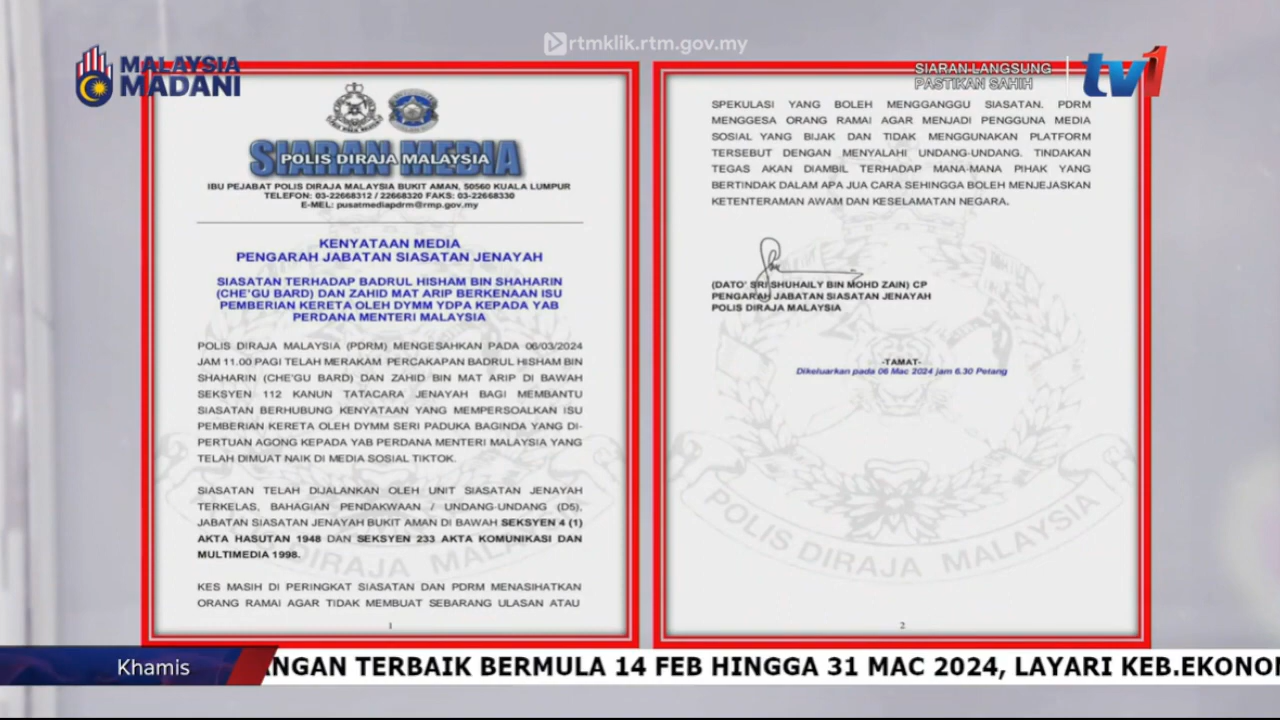 rtmklik.rtm.gov.my
MALAYSIA
MADANI
SIARAN LANGSUNG
PASTIKAN SAHIH
tv1
SIARAN MEDIA
POLIS DIRAJA MALAYSIA
IBU PEJABAT POLIS DIRAJA MALAYSIA BUKIT AMAN, 50560 KUALA LUMPUR
TELEFON: 03-22668312 / 22668320 FAKS: 03-22668330
E-MEL: pusatmediapdrm@rmp.gov.my
KENYATAAN MEDIA
PENGARAH JABATAN SIASATAN JENAYAH
SIASATAN TERHADAP BADRUL HISHAM BIN SHAHARIN
(CHE'GU BARD) DAN ZAHID MAT ARIP BERKENAAN ISU
PEMBERIAN KERETA OLEH DYMM YDPA KEPADA YAB
PERDANA MENTERI MALAYSIA
POLIS DIRAJA MALAYSIA (PDRM) MENGESAHKAN PADA 06/03/2024
JAM 11.00 PAGI TELAH MERAKAM PERCAKAPAN BADRUL HISHAM BIN
SHAHARIN (CHE'GU BARD) DAN ZAHID BIN MAT ARIP DI BAWAH
SEKSYEN 112 KANUN TATACARA JENAYAH BAGI MEMBANTU
SIASATAN BERHUBUNG KENYATAAN YANG MEMPERSOALKAN ISU
PEMBERIAN KERETA OLEH DYMM SERI PADUKA BAGINDA YANG DI-
PERTUAN AGONG KEPADA YAB PERDANA MENTERI MALAYSIA YANG
TELAH DIMUAT NAIK DI MEDIA SOSIAL TIKTOK.
SIASATAN TELAH DIJALANKAN OLEH UNIT SIASATAN JENAYAH
TERKELAS, BAHAGIAN PENDAKWAAN / UNDANG-UNDANG (D5),
JABATAN SIASATAN JENAYAH BUKIT AMAN DI BAWAH SEKSYEN 4 (1)
AKTA HASUTAN 1948 DAN SEKSYEN 233 AKTA KOMUNIKASI DAN
MULTIMEDIA 1998.
KES MASIH DI PERINGKAT SIASATAN DAN PDRM MENASIHATKAN
ORANG RAMAI AGAR TIDAK MEMBUAT SEBARANG ULASAN ATAU
1
SPEKULASI YANG BOLEH MENGGANGGU SIASATAN. PDRM
MENGGESA ORANG RAMAI AGAR MENJADI PENGGUNA MEDIA
SOSIAL YANG BIJAK DAN TIDAK MENGGUNAKAN PLATFORM
TERSEBUT DENGAN MENYALAHI UNDANG-UNDANG. TINDAKAN
TEGAS AKAN DIAMBIL TERHADAP MANA-MANA PIHAK YANG
BERTINDAK DALAM APA JUA CARA SEHINGGA BOLEH MENJEJASKAN
KETENTERAMAN AWAM DAN KESELAMATAN NEGARA.
(DATO' SRI SHUHAILY BIN MOHD ZAIN) CP
PENGARAH JABATAN SIASATAN JENAYAH
POLIS DIRAJA MALAYSIA
-TAMAT-
Dikeluarkan pada 06 Mac 2024 jam 6.30 Petang
POLIS DIRAJA MALAYSIA
2
DIRAJA MALAYSIA
Khamis
ANGAN TERBAIK BERMULA 14 FEB HINGGA 31 MAC 2024, LAYARI KEB.EKONO